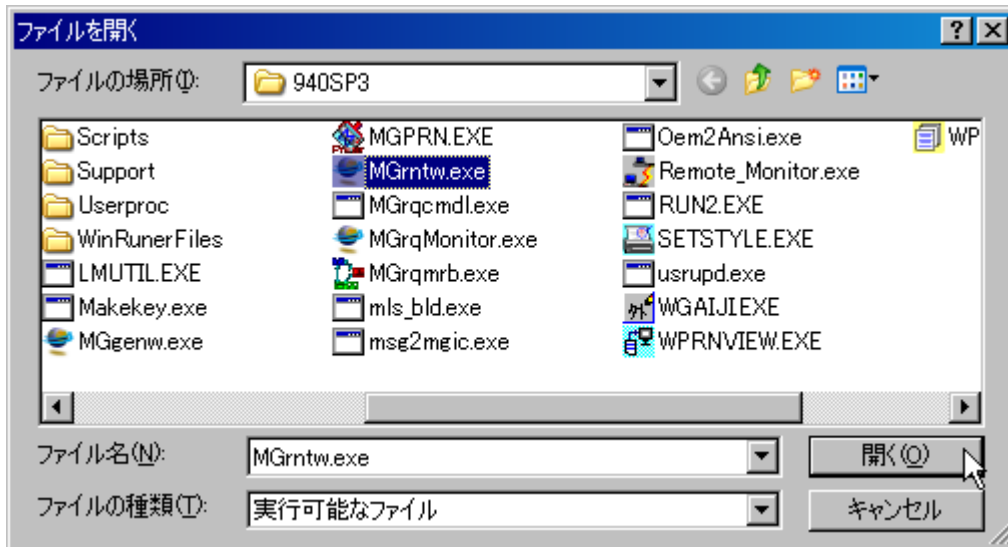 ファイルを開く
ファイルの場所(I):
940SP3
Scripts
Support
Userproc
WinRunerFiles
LMUTIL.EXE
Makekey.exe
MGgenw.exe
MGPRN.EXE
MGrntw.exe
MGrqcmdl.exe
MGrqMonitor.exe
MGrqmrb.exe
mls_bld.exe
msg2mgic.exe
Oem2Ansi.exe
Remote_Monitor.exe
RUN2.EXE
SETSTYLE.EXE
usrupd.exe
WGAIJI.EXE
WPRNVIEW.EXE
WP
ファイル名(N):
MGrntw.exe
開く(O)
ファイルの種類(T):
実行可能なファイル
キャンセル